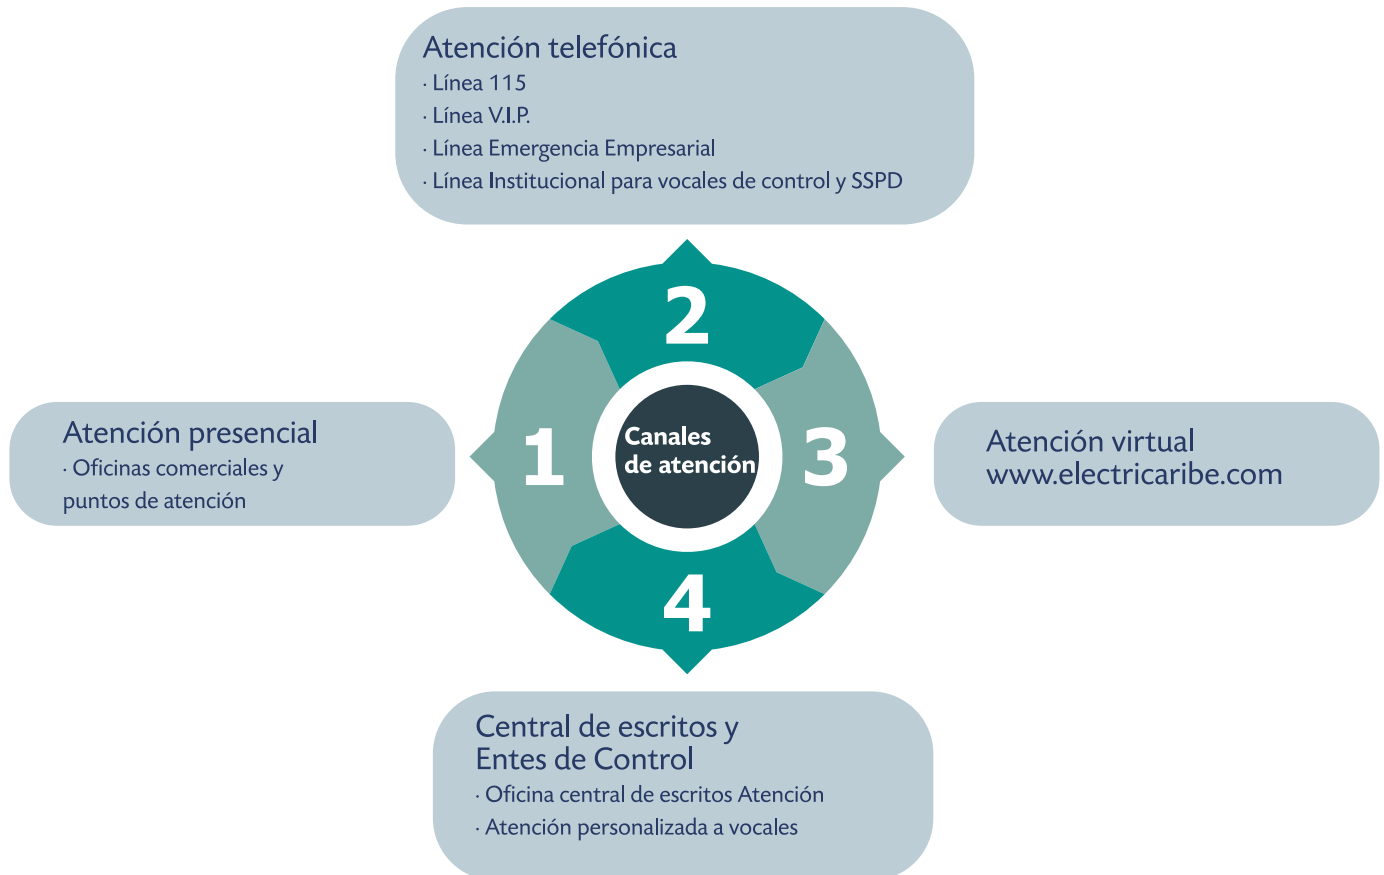 Atención telefónica
· Línea 115
· Línea V.I.P.
· Línea Emergencia Empresarial
· Línea Institucional para vocales de control y SSPD
2
Atención presencial
· Oficinas comerciales y
puntos de atención
1
Canales
de atención
3
Atención virtual
www.electricaribe.com
4
Central de escritos y
Entes de Control
· Oficina central de escritos Atención
· Atención personalizada a vocales